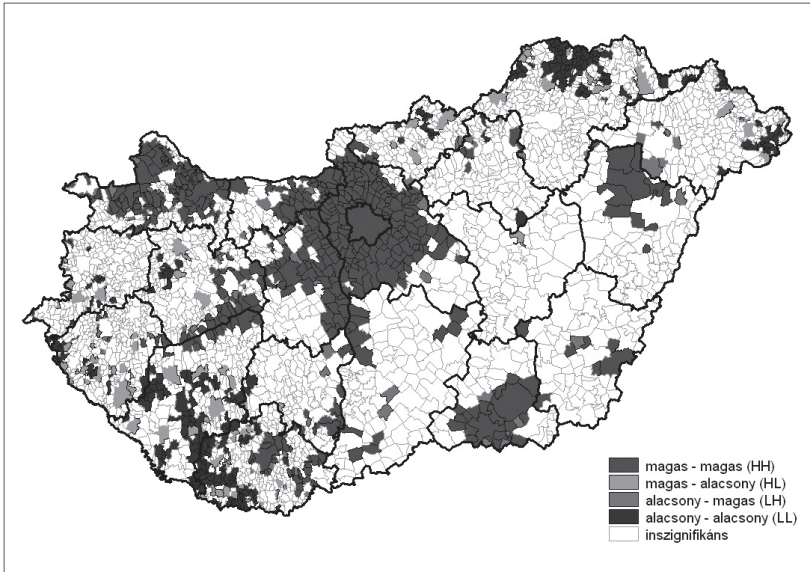 magas - magas (HH)
magas - alacsony (HL)
alacsony - magas (LH)
alacsony - alacsony (LL)
inszignifikáns